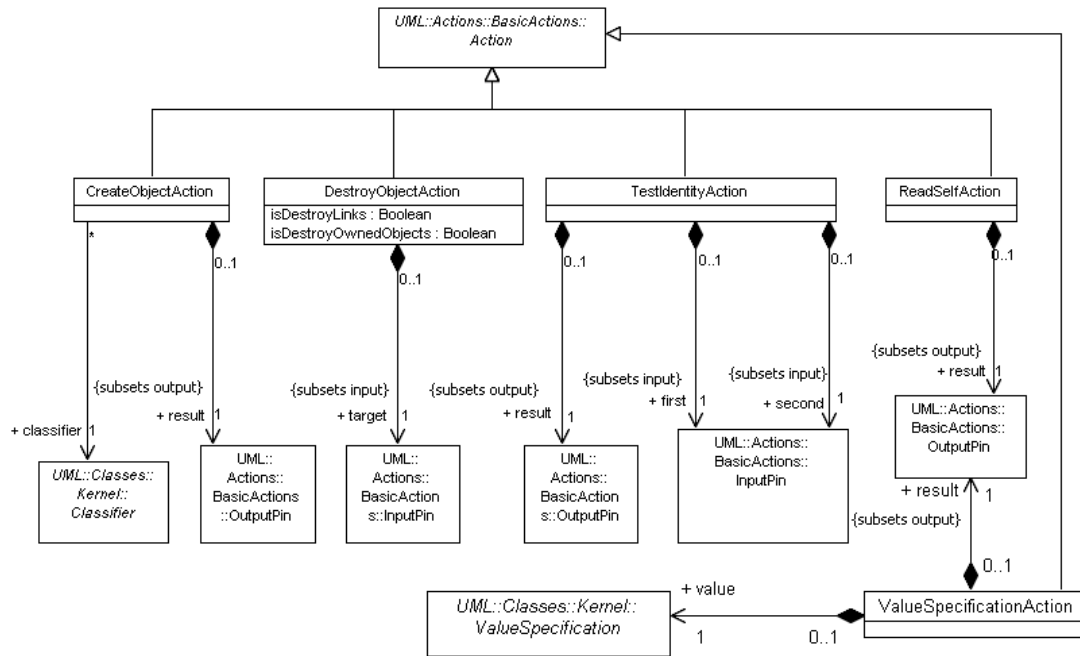 UML::Actions::BasicActions::
Action
CreateObjectAction
DestroyObjectAction
isDestroyLinks : Boolean
isDestroyOwnedObjects : Boolean
TestIdentityAction
ReadSelfAction
*
0..1
0..1
0..1
0..1
0..1
0..1
{subsets output}
+ result
1
+ classifier
1
{subsets input}
+ target
1
{subsets output}
+ result
1
{subsets input}
+ first
1
{subsets input}
+ second
1
{subsets output}
+ result
1
UML::Classes::
Kernel::
Classifier
UML::
Actions::
BasicActions
::OutputPin
UML::
Actions::
BasicAction
s::InputPin
UML::
Actions::
BasicAction
s::OutputPin
UML::Actions::
BasicActions::
InputPin
UML::Actions::
BasicActions::
OutputPin
+ result
1
{subsets output}
0..1
UML::Classes::Kernel::
ValueSpecification
+ value
1
0..1
ValueSpecificationAction